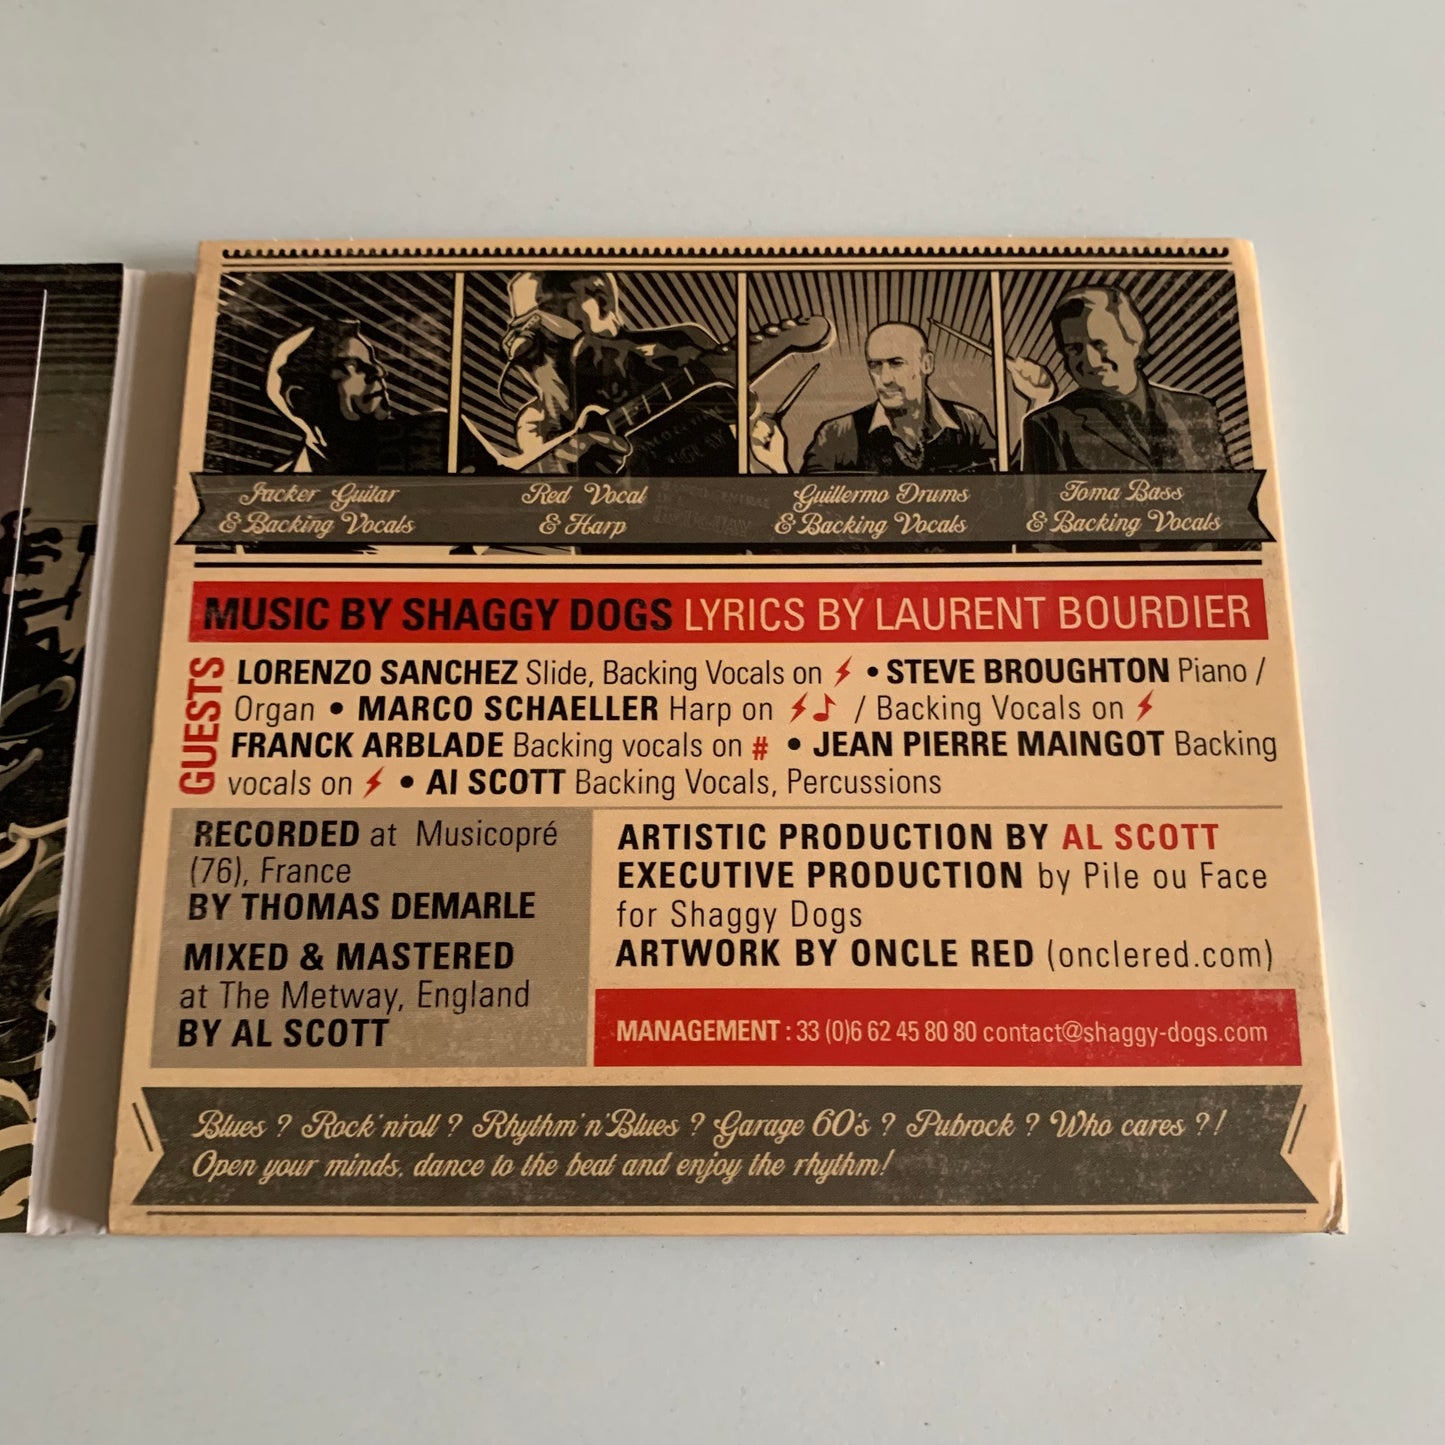 Jacker Guitar
& Backing Vocals
Red Vocal
& Harp
Guillermo Drums
& Backing Vocals
Toma Bass
& Backing Vocals
MUSIC BY SHAGGY DOGS LYRICS BY LAURENT BOURDIER
GUESTS
LORENZO SANCHEZ Slide, Backing Vocals on ⚡ • STEVE BROUGHTON Piano /
Organ • MARCO SCHAELLER Harp on ⚡♪ / Backing Vocals on ⚡
FRANCK ARBLADE Backing vocals on # • JEAN PIERRE MAINGOT Backing
vocals on ⚡ • Al SCOTT Backing Vocals, Percussions
RECORDED at Musicopré
(76), France
BY THOMAS DEMARLE
MIXED & MASTERED
at The Metway, England
BY AL SCOTT
ARTISTIC PRODUCTION BY AL SCOTT
EXECUTIVE PRODUCTION by Pile ou Face
for Shaggy Dogs
ARTWORK BY ONCLE RED (onclered.com)
MANAGEMENT : 33 (0)6 62 45 80 80 contact@shaggy-dogs.com
Blues ? Rock'n'roll ? Rhythm'n'Blues ? Garage 60's ? Pubrock ? Who cares ?!
Open your minds, dance to the beat and enjoy the rhythm!